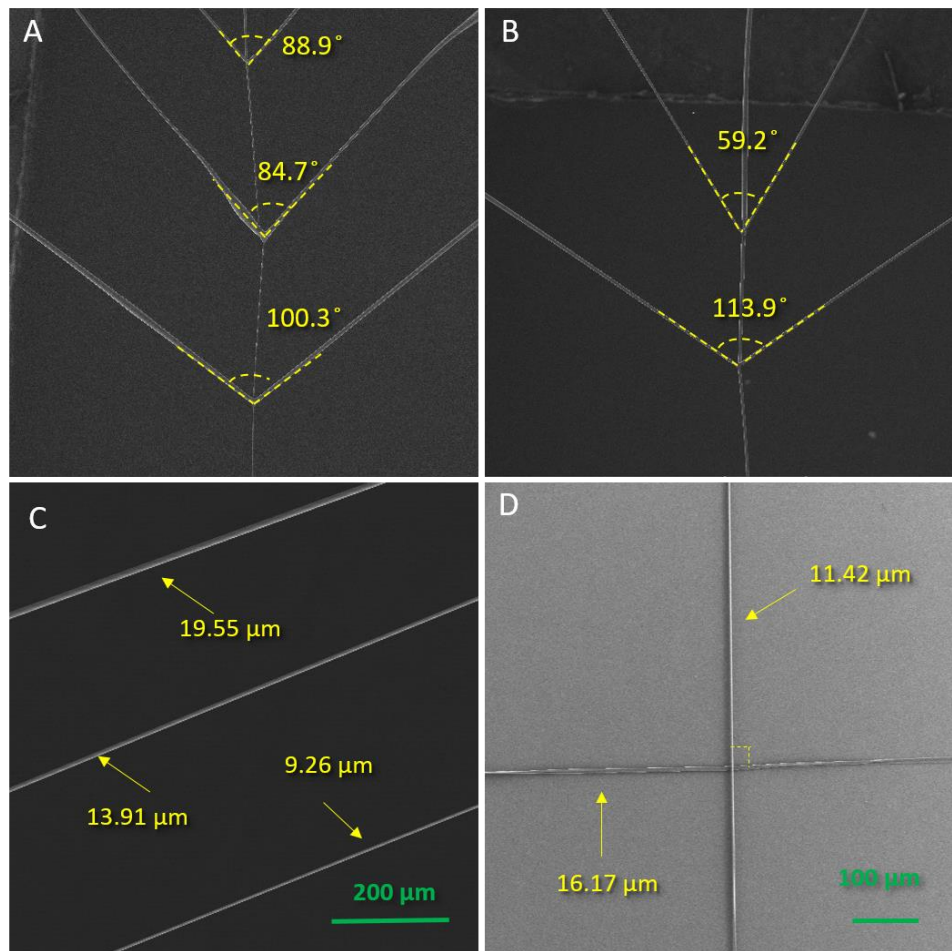 A
88.9°
84.7°
100.3°
B
59.2°
113.9°
C
19.55 µm
9.26 µm
13.91 µm
200 µm
D
11.42 µm
16.17 µm
100 µm